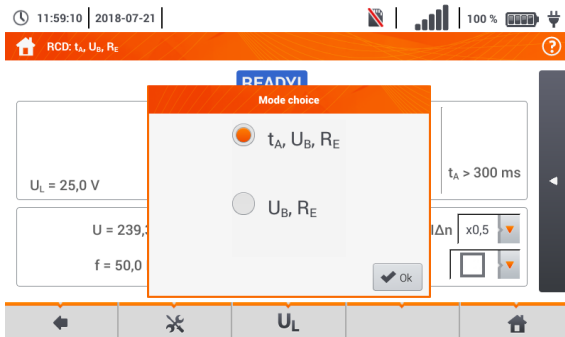 11:59:10 2018-07-21 100 %
RCD: tA, UB, RE
READY!
Mode choice
tA, UB, RE
UB, RE
Ok
UL = 25,0 V
tA > 300 ms
U = 239,
IΔn x0,5
f = 50,0
UL